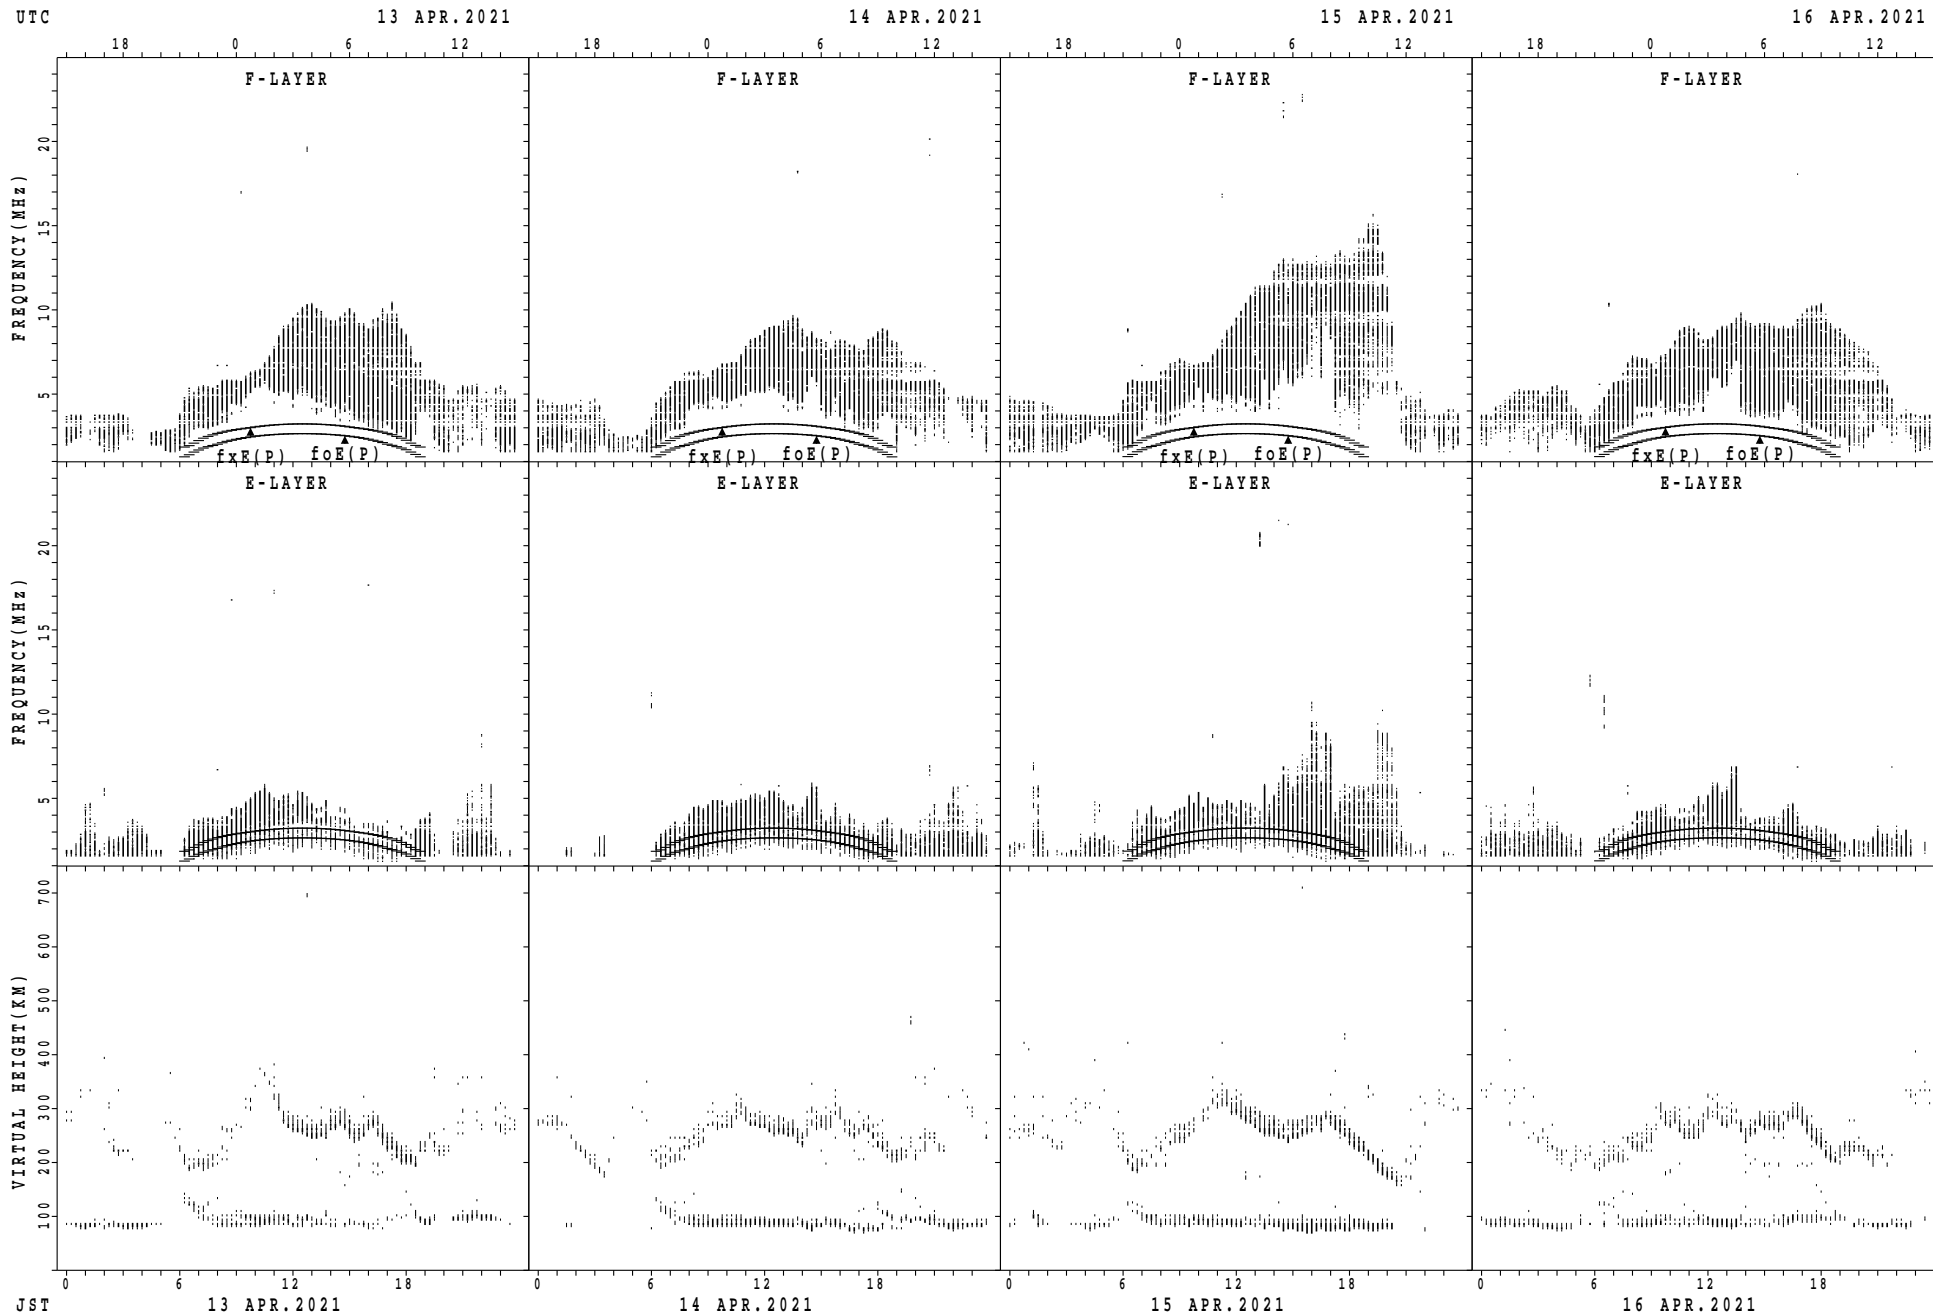 UTC 13 APR.2021 14 APR.2021 15 APR.2021 16 APR.2021
18 0 6 12 18 0 6 12 18 0 6 12 18 0 6 12
F-LAYER F-LAYER F-LAYER F-LAYER
FREQUENCY(MHz)
20
15
10
5
fxE(P) foE(P) fxE(P) foE(P) fxE(P) foE(P) fxE(P) foE(P)
E-LAYER E-LAYER E-LAYER E-LAYER
FREQUENCY(MHz)
20
15
10
5
VIRTUAL HEIGHT(KM)
700
600
500
400
300
200
100
0 6 12 18 0 6 12 18 0 6 12 18 0 6 12 18
JST 13 APR.2021 14 APR.2021 15 APR.2021 16 APR.2021